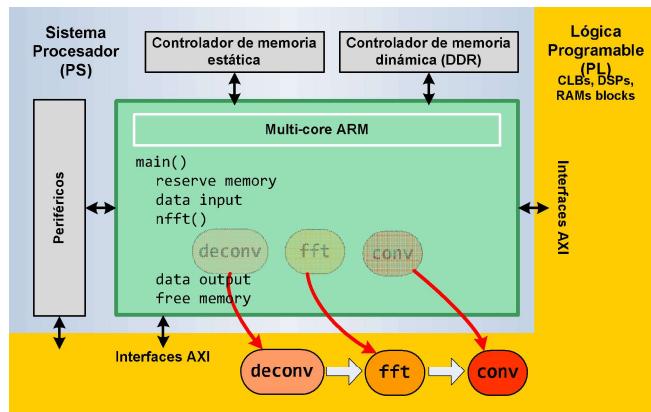 Sistema
Procesador
(PS)
Controlador de memoria
estática
Controlador de memoria
dinámica (DDR)
Lógica
Programable
(PL)
CLBs, DSPs,
RAMs blocks
Periféricos
Multi-core ARM
main()
reserve memory
data input
nfft()
deconv
fft
conv
data output
free memory
Interfaces AXI
Interfaces AXI
deconv
fft
conv